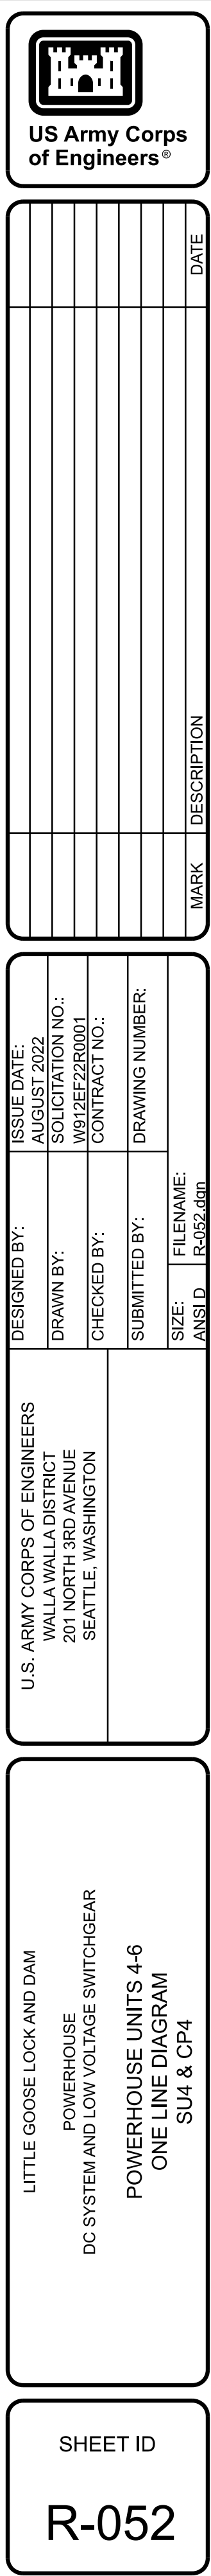 US Army Corps
of Engineers®
DATE
DESCRIPTION
MARK
ISSUE DATE:
AUGUST 2022
SOLICITATION NO.:
W912EF22R0001
CONTRACT NO.:
DRAWING NUMBER:
DESIGNED BY:
DRAWN BY:
CHECKED BY:
SUBMITTED BY:
SIZE:
ANSI D
FILENAME:
R-052.dgn
U.S. ARMY CORPS OF ENGINEERS
WALLA WALLA DISTRICT
201 NORTH 3RD AVENUE
SEATTLE, WASHINGTON
LITTLE GOOSE LOCK AND DAM
POWERHOUSE
DC SYSTEM AND LOW VOLTAGE SWITCHGEAR
POWERHOUSE UNITS 4-6
ONE LINE DIAGRAM
SU4 & CP4
SHEET ID
R-052